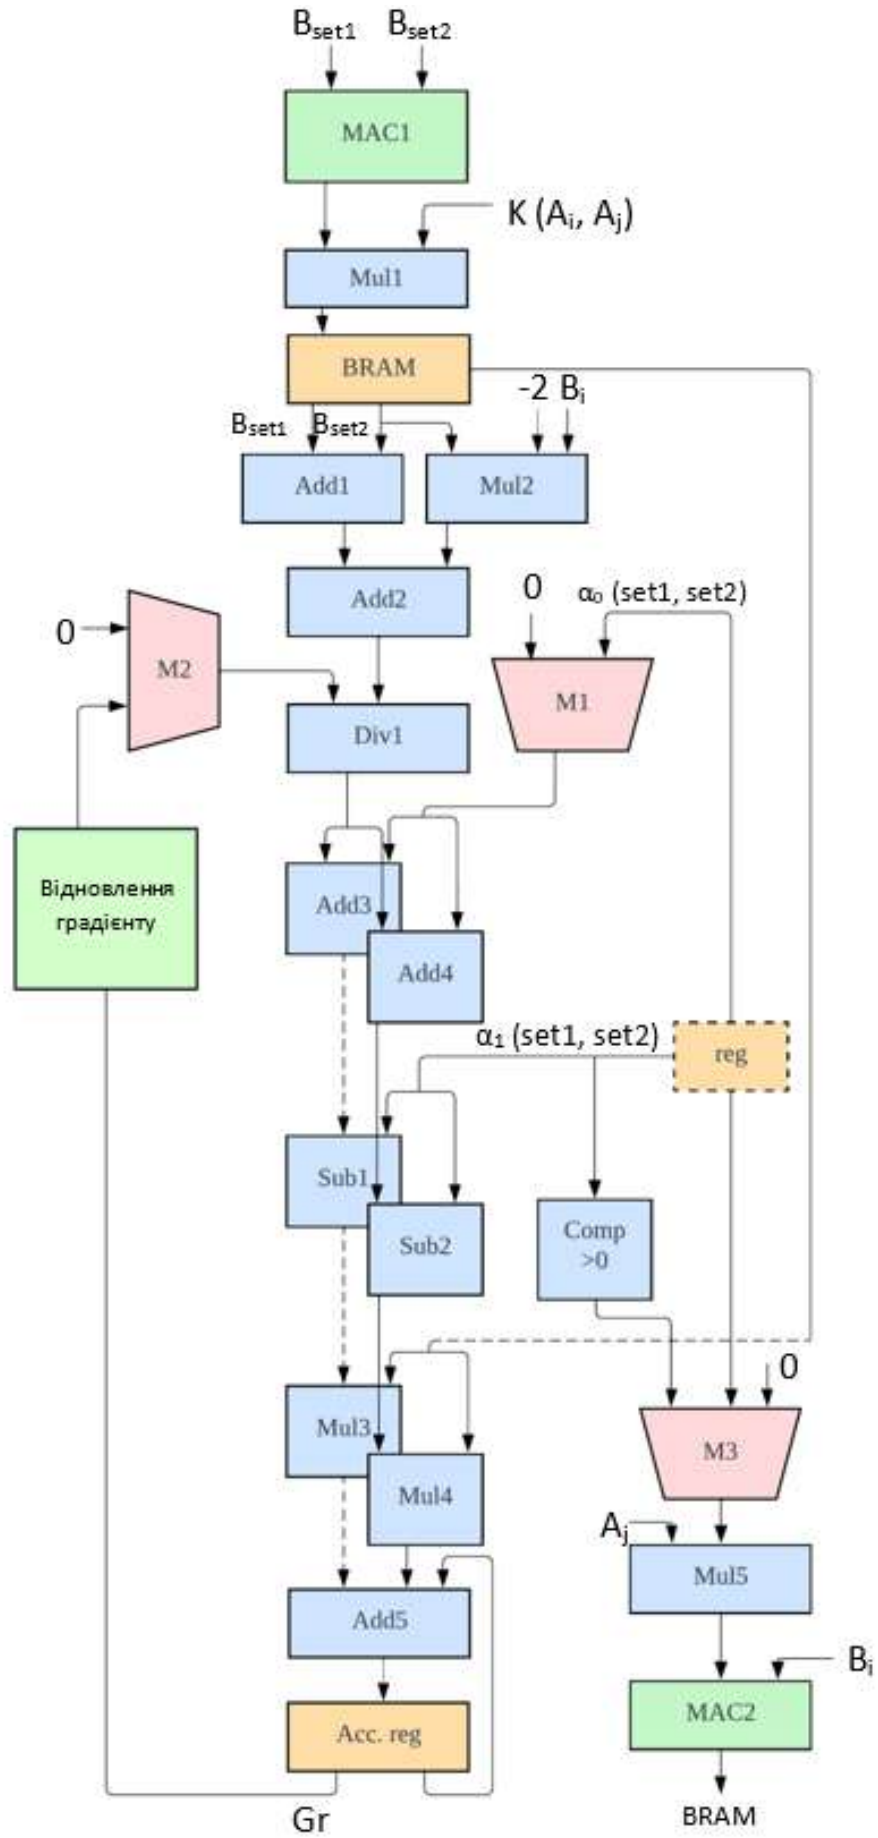 Bset1 Bset2
MAC1
K (Ai, Aj)
Mul1
BRAM
-2 Bi
Bset1 Bset2
Add1
Mul2
Add2
0
α₀ (set1, set2)
0
M2
M1
Div1
Відновлення
градієнту
Add3
Add4
α₁ (set1, set2)
reg
Sub1
Sub2
Comp
>0
0
Mul3
M3
Mul4
Aj
Mul5
Add5
Bi
MAC2
Acc. reg
Gr
BRAM